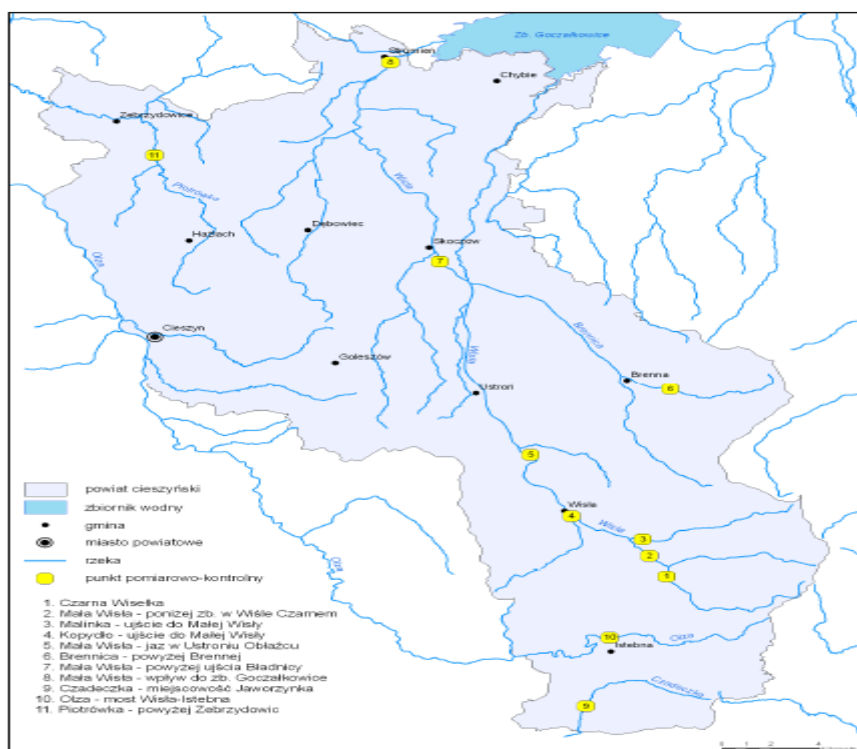 Zb. Goczałkowice
Strumień
8
Chybie
Zebrzydowice
11
Piotrówka
Wisła
Hażlach
Dębowiec
Skoczów
7
Olza
Cieszyn
Brennica
Wisła
Goleszów
Brenna
6
Ustroń
5
Wisła
4
Wisła
3
2
1
powiat cieszyński
zbiornik wodny
gmina
miasto powiatowe
rzeka
punkt pomiarowo-kontrolny
Olza
10
Olza
Istebna
Czadeczka
9
1. Czarna Wisełka
2. Mała Wisła - poniżej zb. w Wiśle Czarnem
3. Malinka - ujście do Małej Wisły
4. Kopydło - ujście do Małej Wisły
5. Mała Wisła - jaz w Ustroniu Obłaźcu
6. Brennica - powyżej Brennej
7. Mała Wisła - powyżej ujścia Bładnicy
8. Mała Wisła - wpływ do zb. Goczałkowice
9. Czadeczka - miejscowość Jaworzynka
10. Olza - most Wisła-Istebna
11. Piotrówka - powyżej Zebrzydowic
0 1 2 4